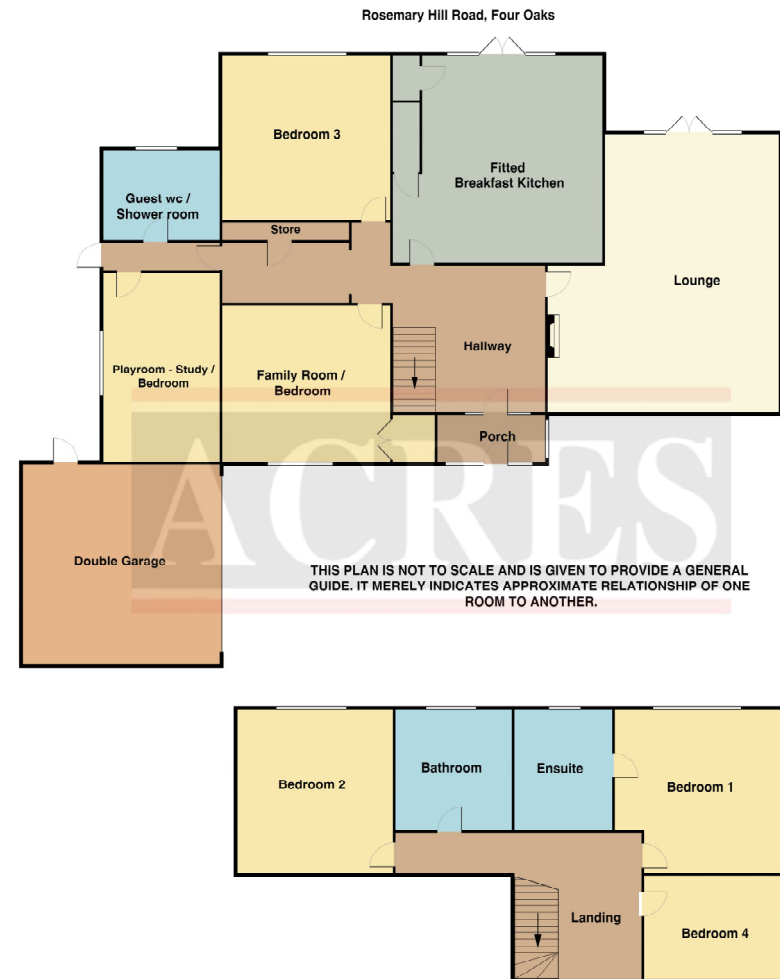 Rosemary Hill Road, Four Oaks
Bedroom 3
Fitted
Breakfast Kitchen
Guest wc /
Shower room
Store
Lounge
Playroom - Study /
Bedroom
Family Room /
Bedroom
Hallway
Porch
ACRES
Double Garage
THIS PLAN IS NOT TO SCALE AND IS GIVEN TO PROVIDE A GENERAL
GUIDE. IT MERELY INDICATES APPROXIMATE RELATIONSHIP OF ONE
ROOM TO ANOTHER.
Bedroom 2
Bathroom
Ensuite
Bedroom 1
Landing
Bedroom 4